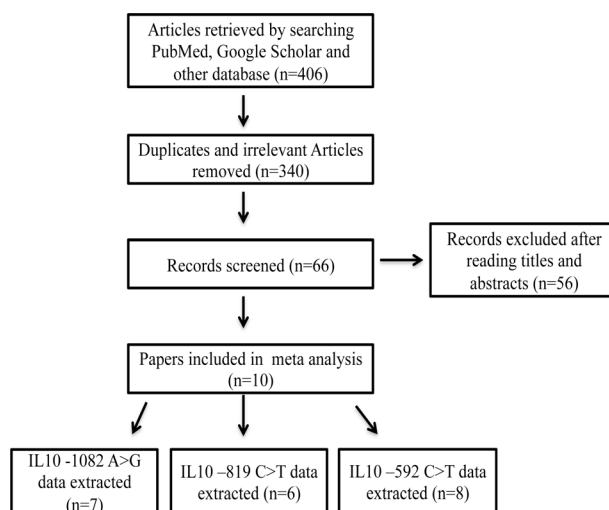 Articles retrieved by searching
PubMed, Google Scholar and
other database (n=406)
Duplicates and irrelevant Articles
removed (n=340)
Records screened (n=66)
Records excluded after
reading titles and
abstracts (n=56)
Papers included in meta analysis
(n=10)
IL10 -1082 A>G
data extracted
(n=7)
IL10 –819 C>T data
extracted (n=6)
IL10 –592 C>T data
extracted (n=8)